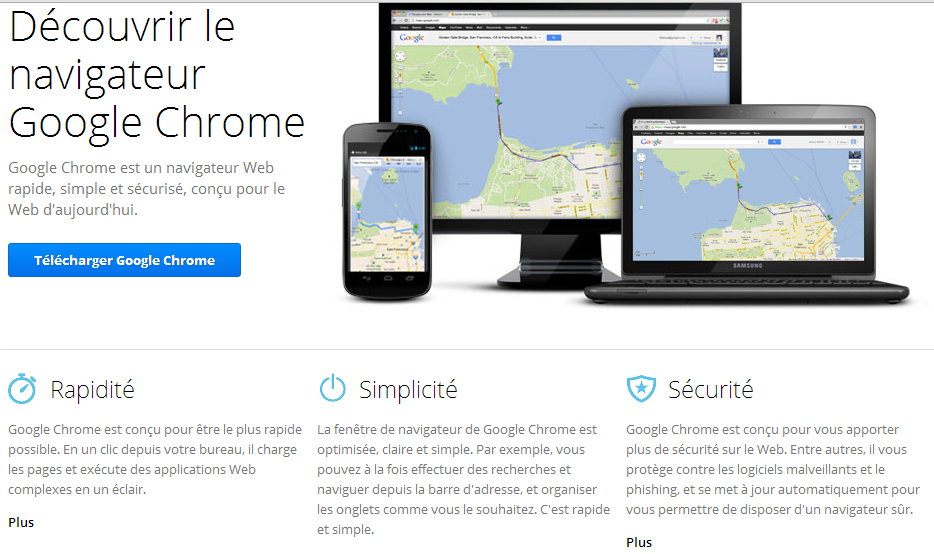 Découvrir le
navigateur
Google Chrome
Google Chrome est un navigateur Web
rapide, simple et sécurisé, conçu pour le
Web d'aujourd'hui.
Télécharger Google Chrome
Google
Google
SAMSUNG
Rapidité
Google Chrome est conçu pour être le plus rapide
possible. En un clic depuis votre bureau, il charge
les pages et exécute des applications Web
complexes en un éclair.
Plus
Simplicité
La fenêtre de navigateur de Google Chrome est
optimisée, claire et simple. Par exemple, vous
pouvez à la fois effectuer des recherches et
naviguer depuis la barre d'adresse, et organiser
les onglets comme vous le souhaitez. C'est rapide
et simple.
Sécurité
Google Chrome est conçu pour vous apporter
plus de sécurité sur le Web. Entre autres, il vous
protège contre les logiciels malveillants et le
phishing, et se met à jour automatiquement pour
vous permettre de disposer d'un navigateur sûr.
Plus